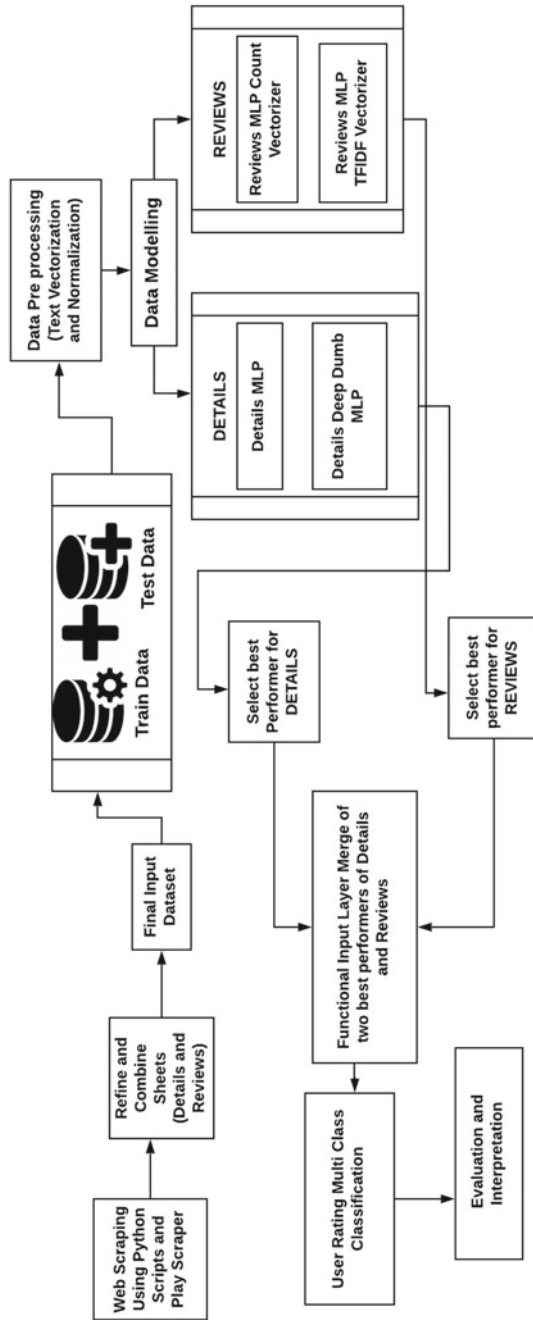 Web Scraping
Using Python
Scripts and
Play Scraper
Refine and
Combine
Sheets
(Details and
Reviews)
Final Input
Dataset
Train Data
Test Data
Data Pre processing
(Text Vectorization
and Normalization)
Data Modelling
DETAILS
Details MLP
Details Deep Dumb
MLP
REVIEWS
Reviews MLP Count
Vectorizer
Reviews MLP
TFIDF Vectorizer
Select best
Performer for
DETAILS
Select best
performer for
REVIEWS
Functional Input Layer Merge of
two best performers of Details
and Reviews
User Rating Multi Class
Classification
Evaluation and
Interpretation